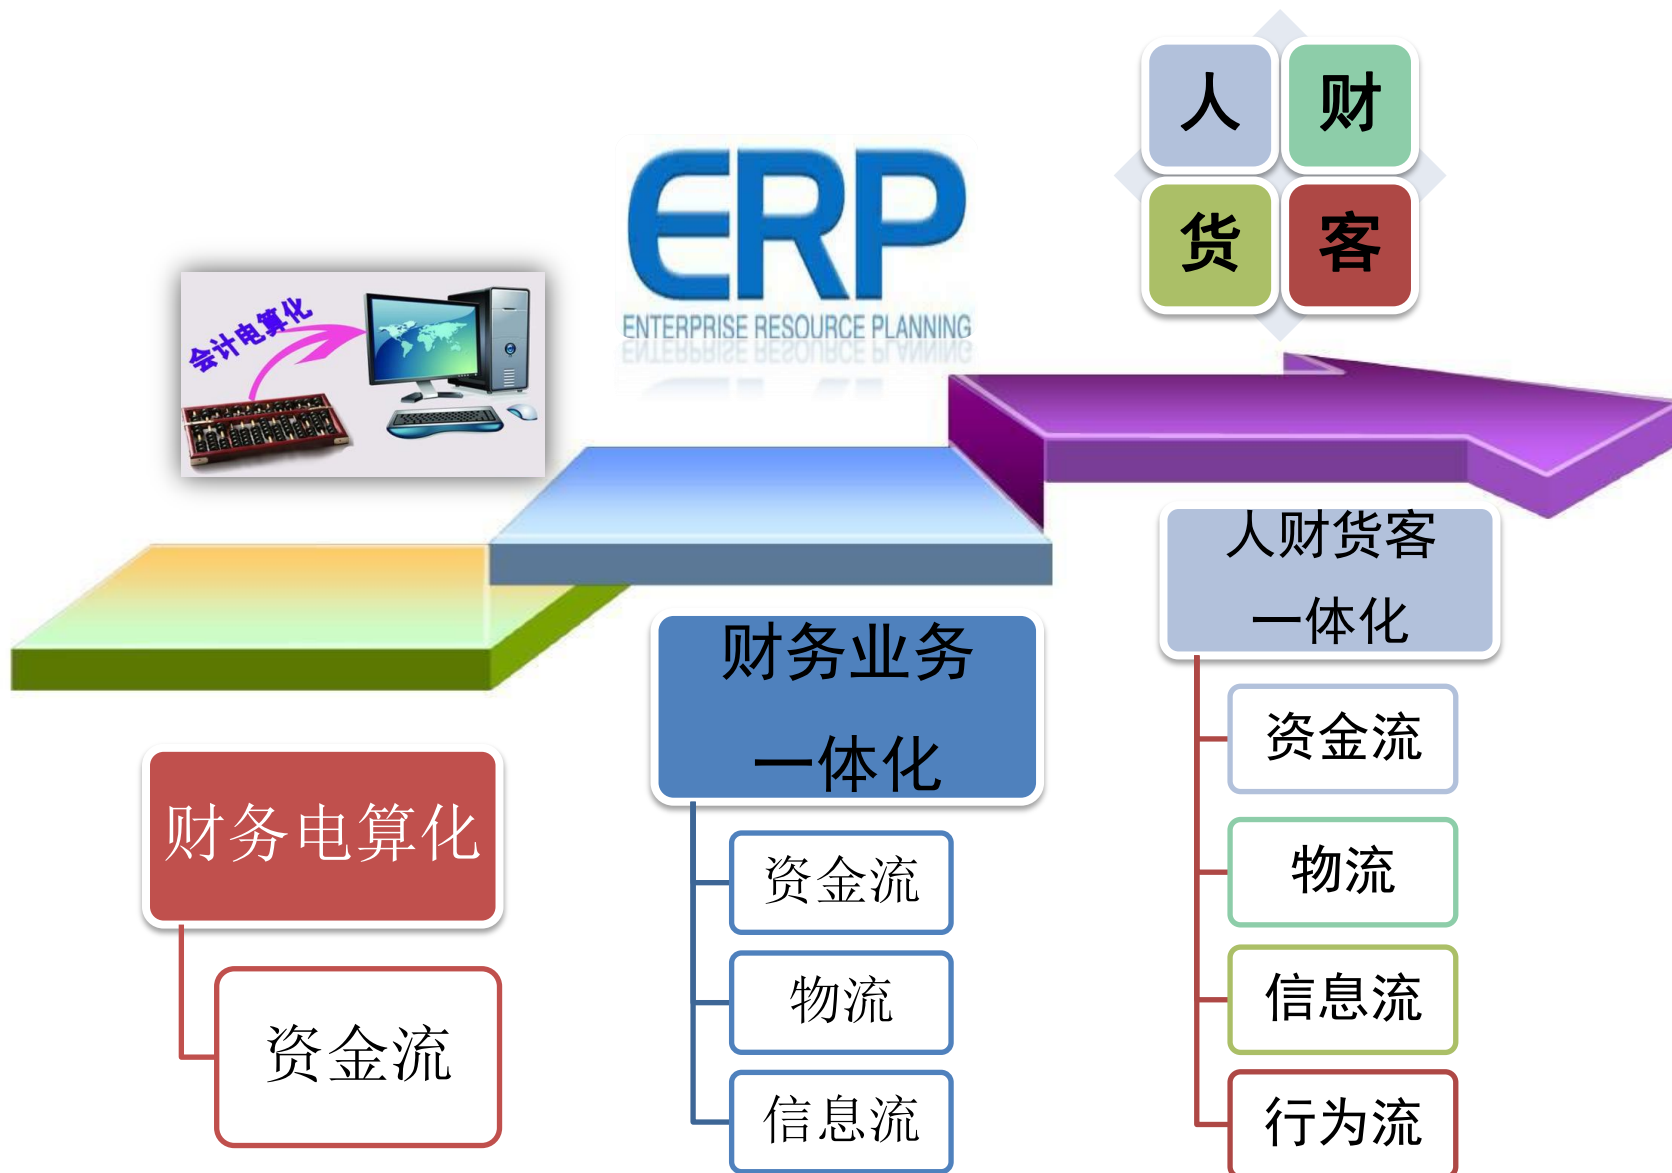 人
财
货
客
ERP
ENTERPRISE RESOURCE PLANNING
会计电算化
财务电算化
资金流
财务业务
一体化
资金流
物流
信息流
人财货客
一体化
资金流
物流
信息流
行为流